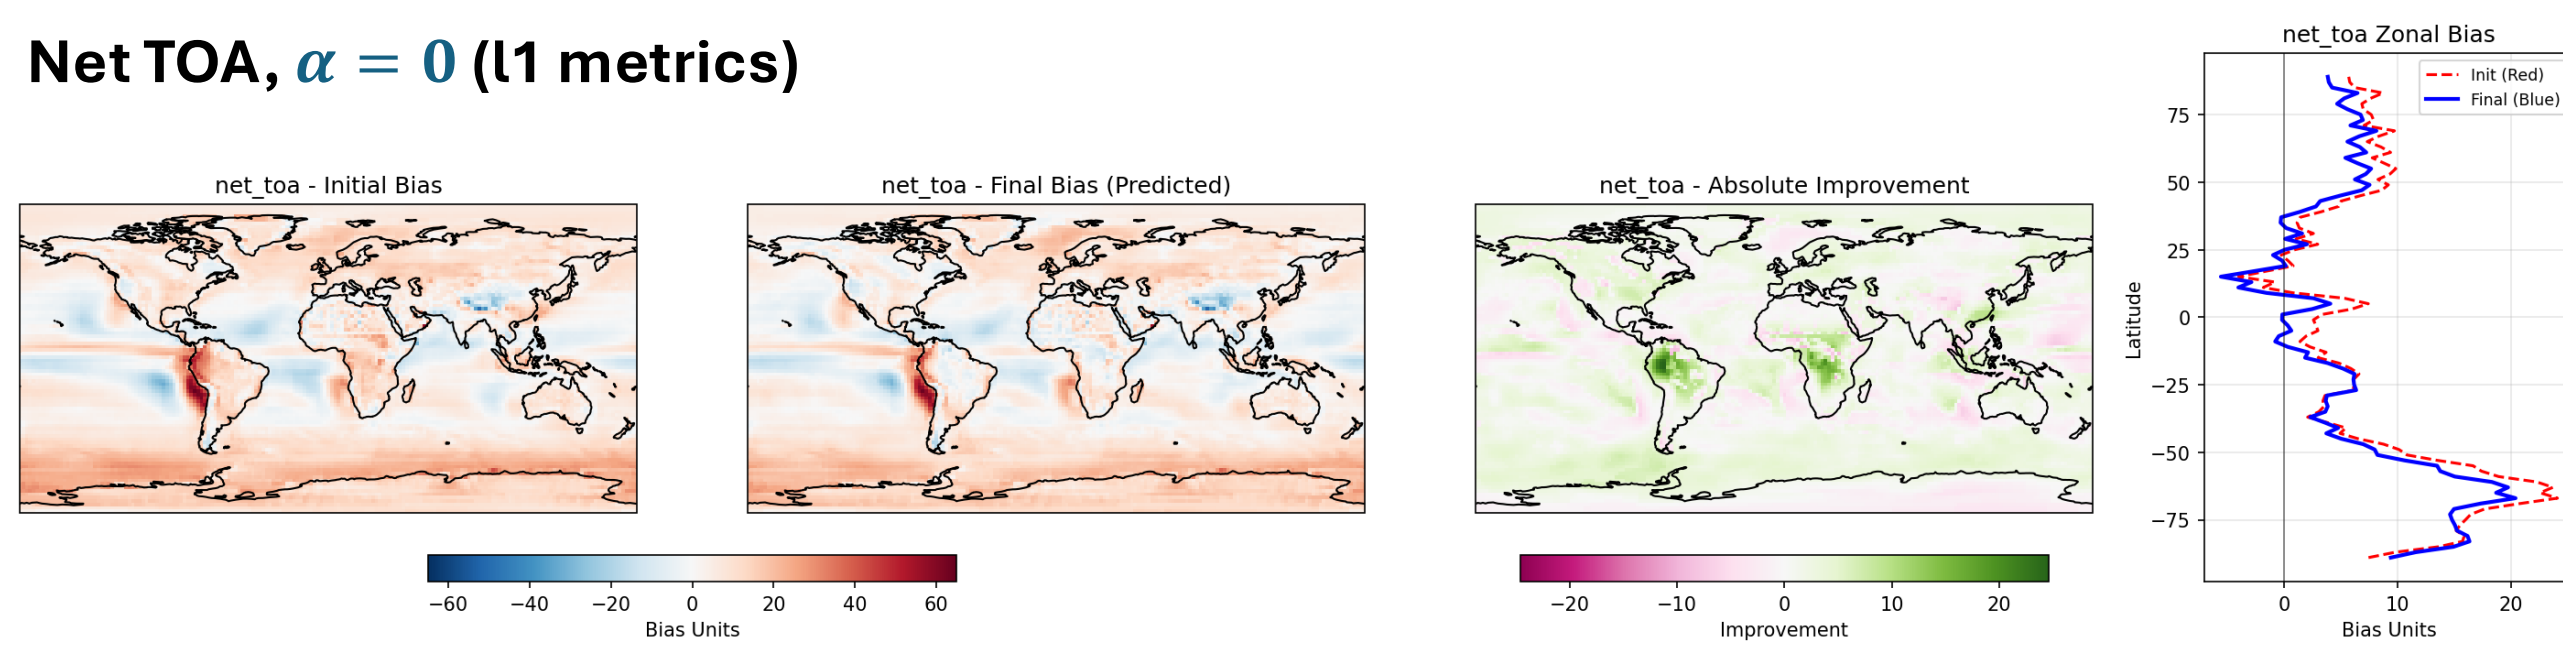 Net TOA, α = 0 (l1 metrics)
net_toa - Initial Bias
net_toa - Final Bias (Predicted)
−60 −40 −20 0 20 40 60
Bias Units
net_toa - Absolute Improvement
−20 −10 0 10 20
Improvement
net_toa Zonal Bias
Init (Red)
Final (Blue)
Latitude
75
50
25
0
−25
−50
−75
0 10 20
Bias Units